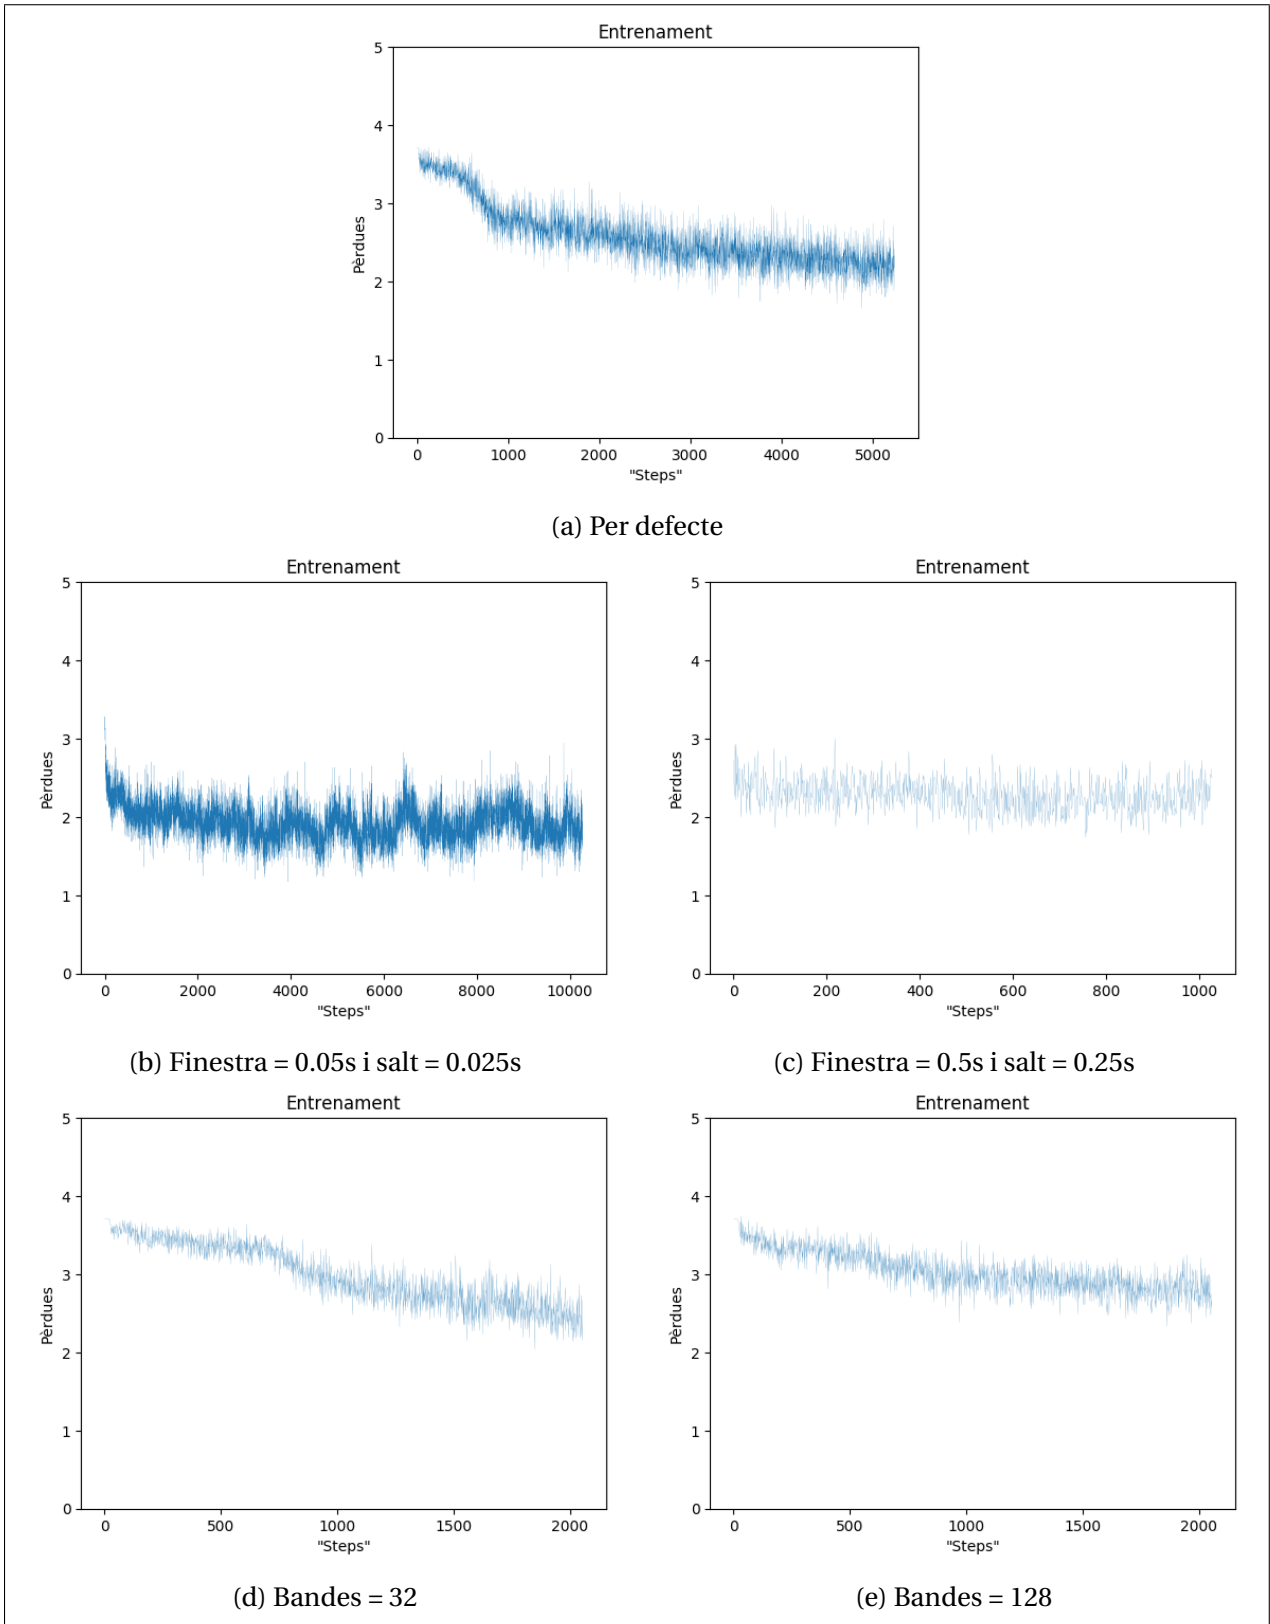 Entrenament
5
4
3
2
1
0
Pèrdues
0 1000 2000 3000 4000 5000
"Steps"
(a) Per defecte
Entrenament
5
4
3
2
1
0
Pèrdues
0 2000 4000 6000 8000 10000
"Steps"
(b) Finestra = 0.05s i salt = 0.025s
Entrenament
5
4
3
2
1
0
Pèrdues
0 200 400 600 800 1000
"Steps"
(c) Finestra = 0.5s i salt = 0.25s
Entrenament
5
4
3
2
1
0
Pèrdues
0 500 1000 1500 2000
"Steps"
(d) Bandes = 32
Entrenament
5
4
3
2
1
0
Pèrdues
0 500 1000 1500 2000
"Steps"
(e) Bandes = 128